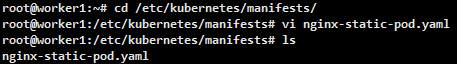 root@worker1:~# cd /etc/kubernetes/manifests/
root@worker1:/etc/kubernetes/manifests# vi nginx-static-pod.yaml
root@worker1:/etc/kubernetes/manifests# ls
nginx-static-pod.yaml